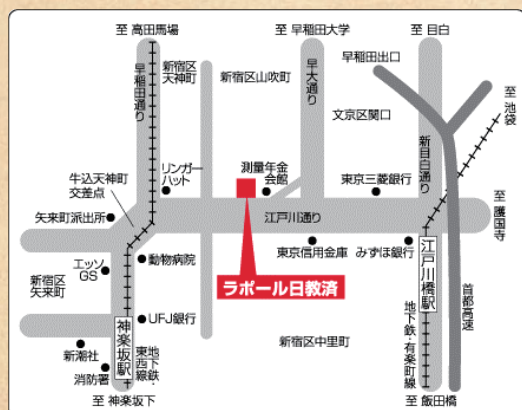 至 高田馬場
至 早稲田大学
至 目白
早稲田通り
新宿区
天神町
新宿区山吹町
早大通り
早稲田出口
文京区関口
新目白通り
至 池袋
牛込天神町
交差点
リンガー
ハット
測量年金
会館
東京三菱銀行
至 護国寺
矢来町派出所
江戸川通り
エッソ
GS
動物病院
東京信用金庫
みずほ銀行
江戸川橋駅
新宿区
矢来町
ラポール日教済
首都高速
神楽坂駅
UFJ銀行
地下鉄
東西線
地下鉄・有楽町線
新潮社
新宿区中里町
消防署
至 神楽坂下
至 飯田橋